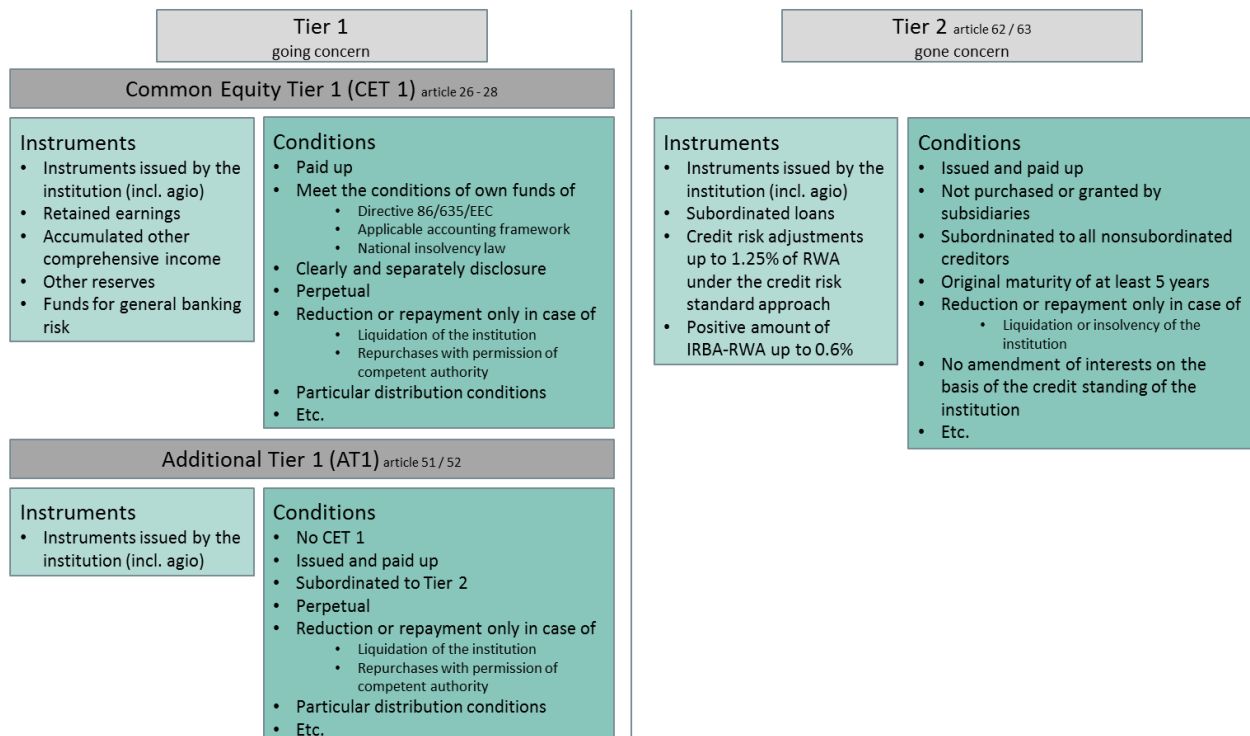 Tier 1
going concern
Common Equity Tier 1 (CET 1) article 26 - 28
Instruments
• Instruments issued by the
institution (incl. agio)
• Retained earnings
• Accumulated other
comprehensive income
• Other reserves
• Funds for general banking
risk
Conditions
• Paid up
• Meet the conditions of own funds of
• Directive 86/635/EEC
• Applicable accounting framework
• National insolvency law
• Clearly and separately disclosure
• Perpetual
• Reduction or repayment only in case of
• Liquidation of the institution
• Repurchases with permission of
competent authority
• Particular distribution conditions
• Etc.
Additional Tier 1 (AT1) article 51 / 52
Instruments
• Instruments issued by the
institution (incl. agio)
Conditions
• No CET 1
• Issued and paid up
• Subordinated to Tier 2
• Perpetual
• Reduction or repayment only in case of
• Liquidation of the institution
• Repurchases with permission of
competent authority
• Particular distribution conditions
• Etc.
Tier 2 article 62 / 63
gone concern
Instruments
• Instruments issued by the
institution (incl. agio)
• Subordinated loans
• Credit risk adjustments
up to 1.25% of RWA
under the credit risk
standard approach
• Positive amount of
IRBA-RWA up to 0.6%
Conditions
• Issued and paid up
• Not purchased or granted by
subsidiaries
• Subordninated to all nonsubordinated
creditors
• Original maturity of at least 5 years
• Reduction or repayment only in case of
• Liquidation or insolvency of the
institution
• No amendment of interests on the
basis of the credit standing of the
institution
• Etc.